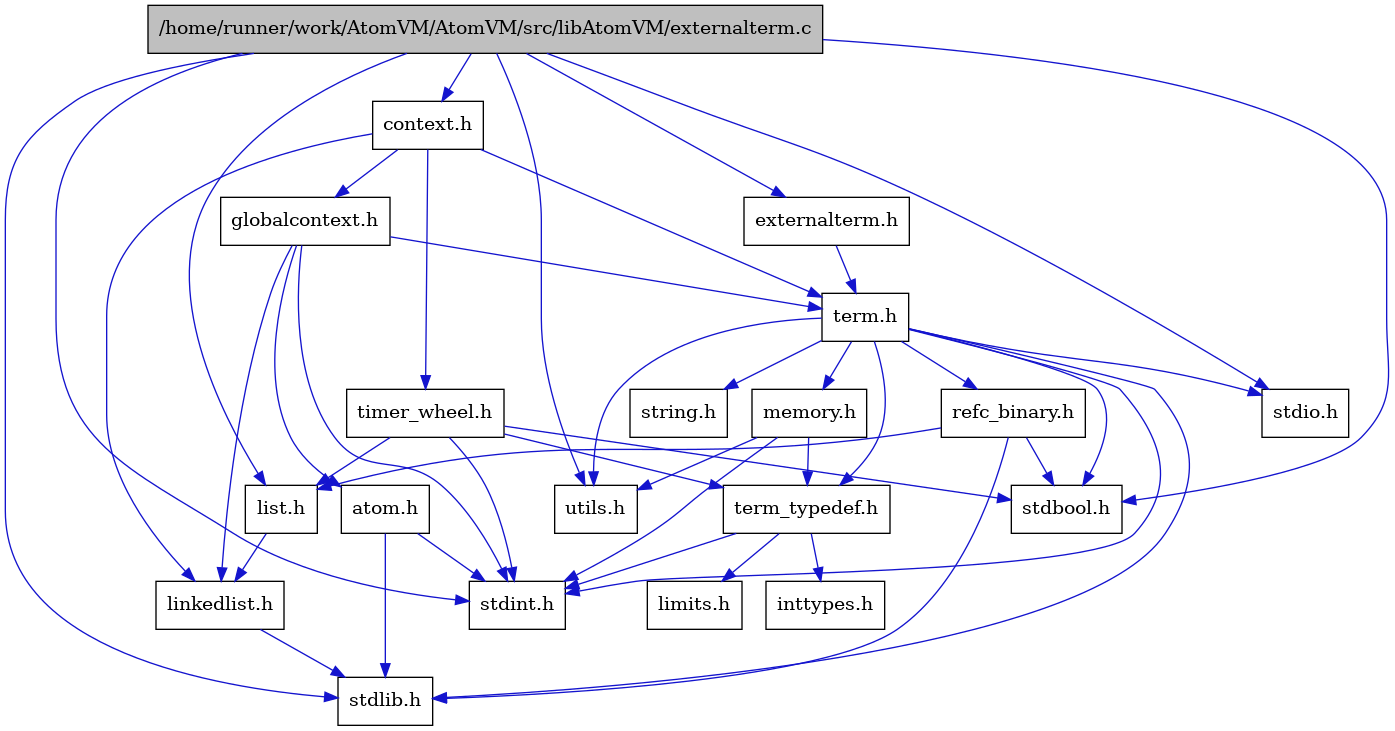 /home/runner/work/AtomVM/AtomVM/src/libAtomVM/externalterm.c
context.h
globalcontext.h
externalterm.h
term.h
timer_wheel.h
string.h
memory.h
refc_binary.h
stdio.h
list.h
atom.h
utils.h
term_typedef.h
stdbool.h
linkedlist.h
stdint.h
limits.h
inttypes.h
stdlib.h